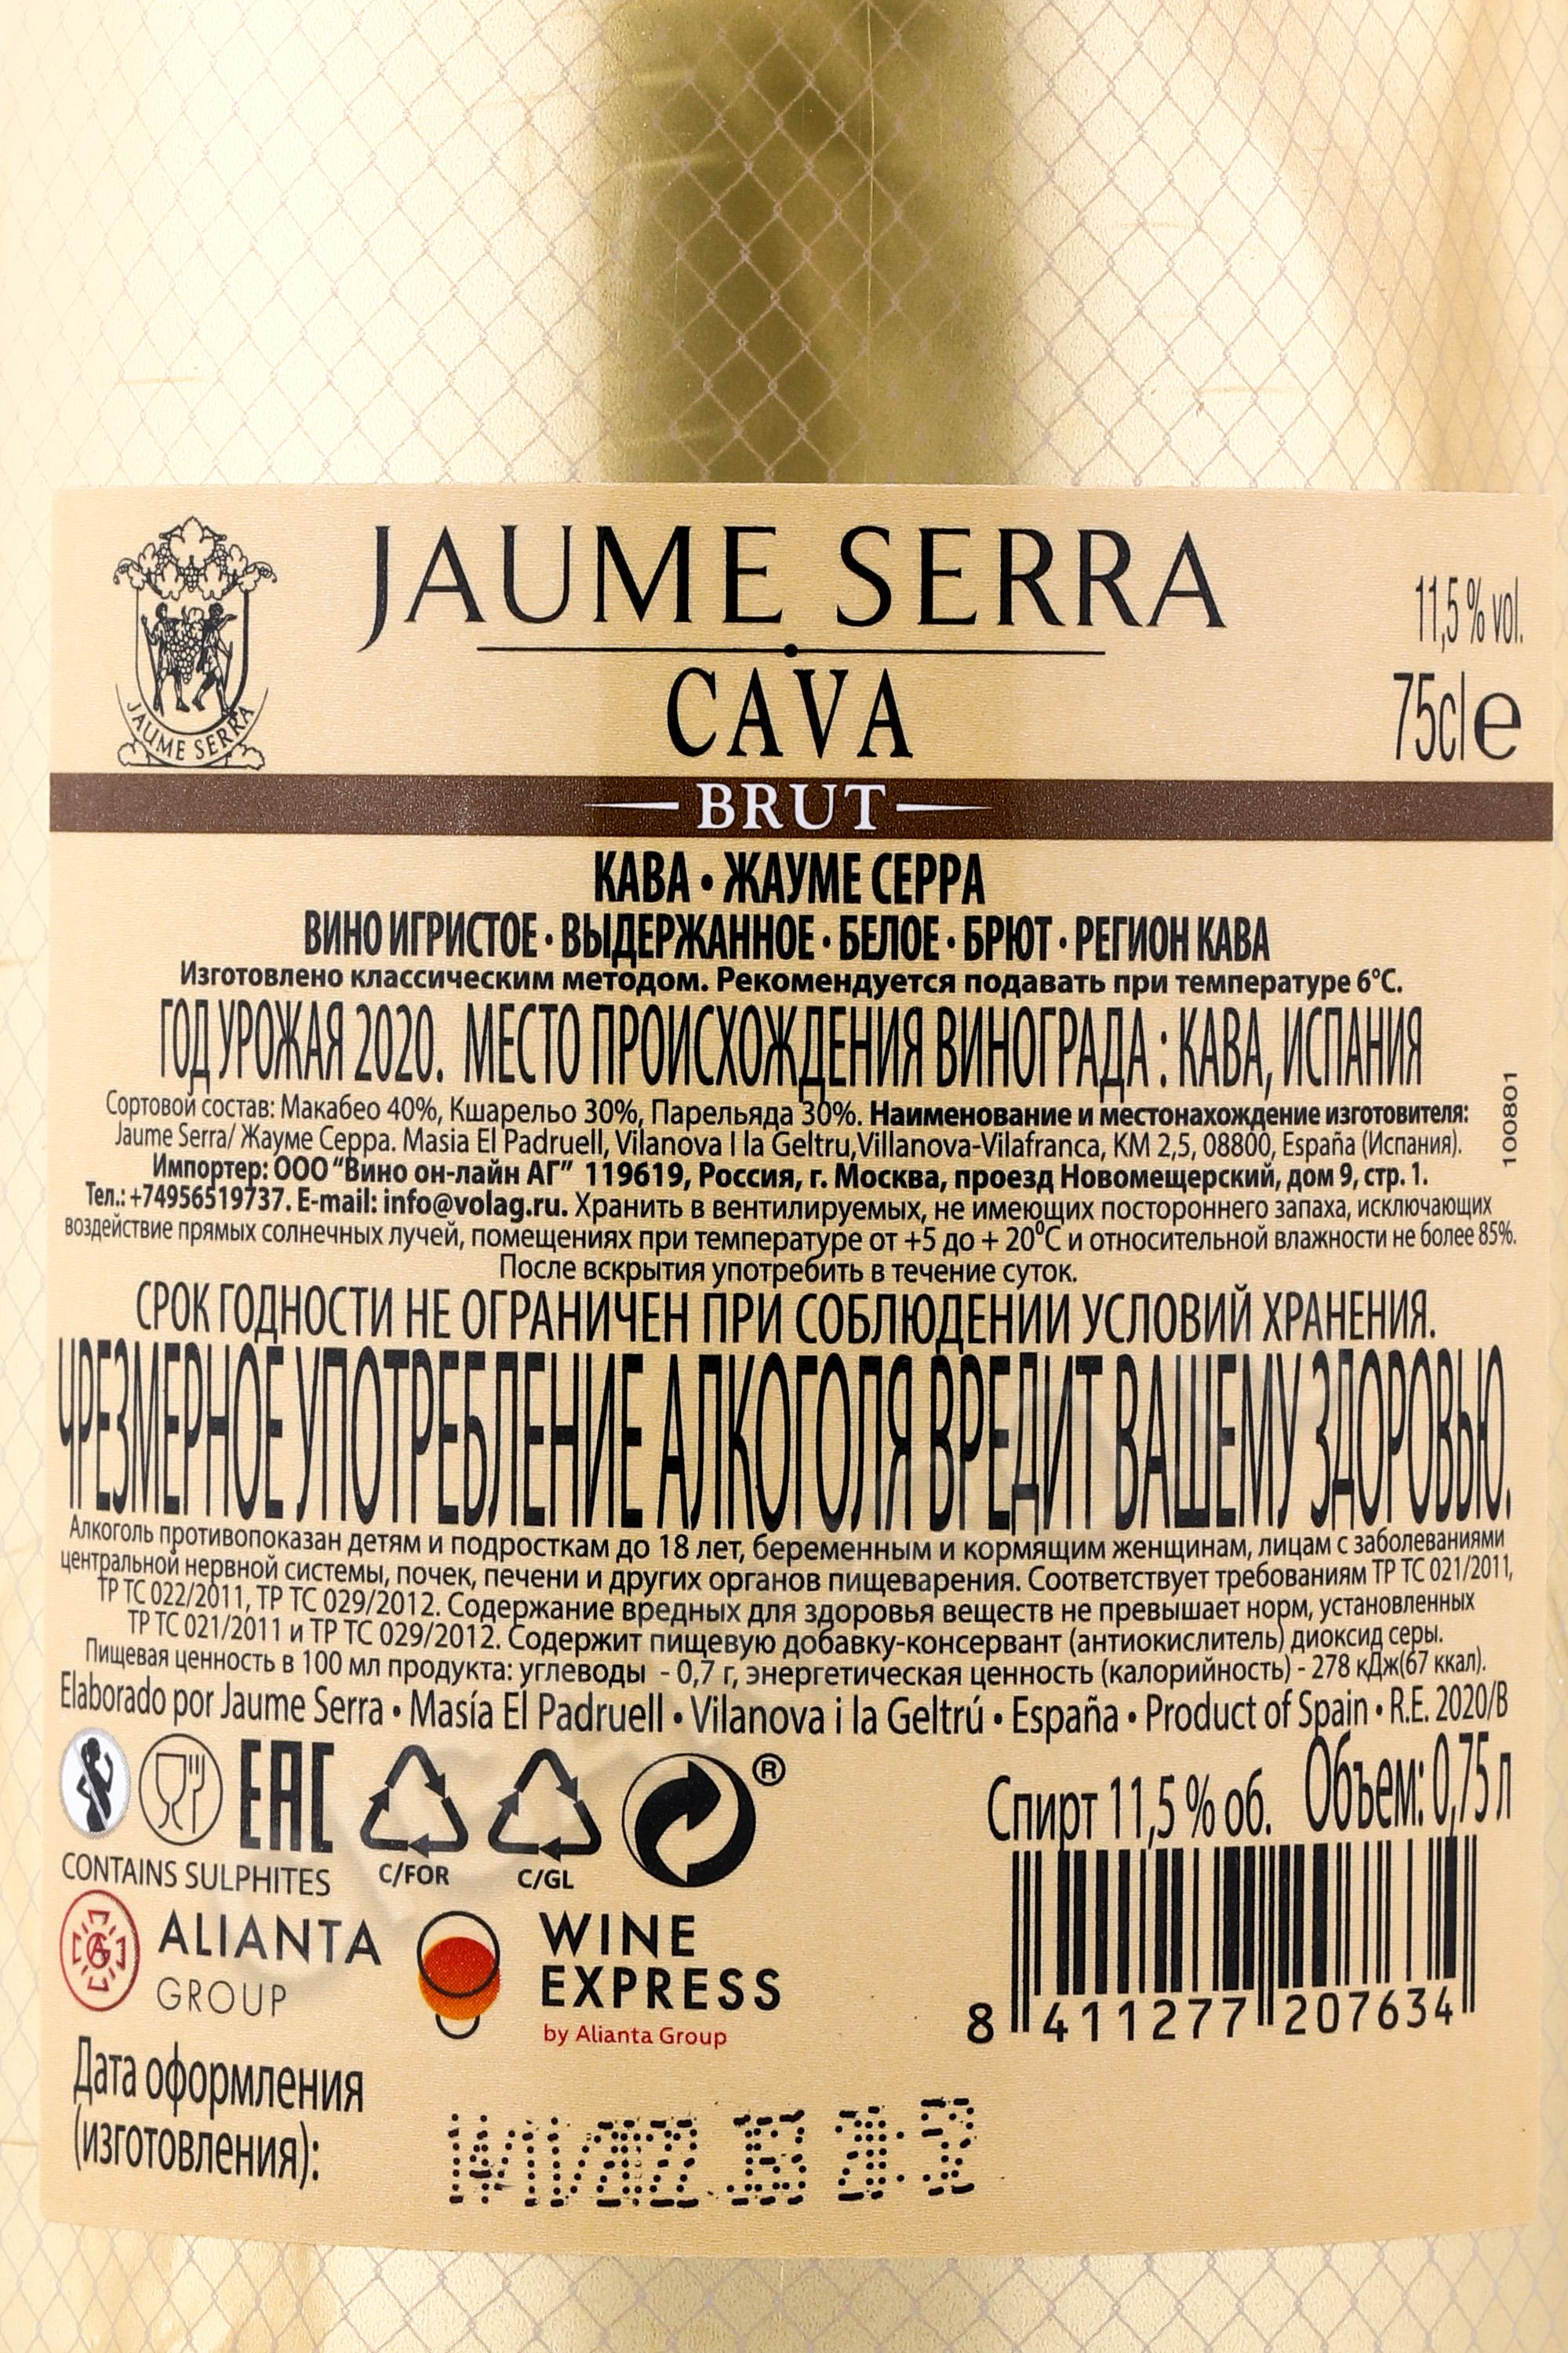 JAUME SERRA
11,5 % vol.
CAVA
75cl e
JAUME SERRA
BRUT
КАВА • ЖАУМЕ СЕРРА
ВИНО ИГРИСТОЕ • ВЫДЕРЖАННОЕ • БЕЛОЕ • БРЮТ • РЕГИОН КАВА
Изготовлено классическим методом. Рекомендуется подавать при температуре 6°С.
ГОД УРОЖАЯ 2020. МЕСТО ПРОИСХОЖДЕНИЯ ВИНОГРАДА : КАВА, ИСПАНИЯ
Сортовой состав: Макабео 40%, Кшарельо 30%, Парельяда 30%. Наименование и местонахождение изготовителя:
Jaume Serra/ Жауме Серра. Masia El Padruell, Vilanova I la Geltru,Villanova-Vilafranca, KM 2,5, 08800, España (Испания).
100801
Импортер: ООО “Вино он-лайн АГ” 119619, Россия, г. Москва, проезд Новомещерский, дом 9, стр. 1.
Тел.: +74956519737. E-mail: info@volag.ru. Хранить в вентилируемых, не имеющих постороннего запаха, исключающих
воздействие прямых солнечных лучей, помещениях при температуре от +5 до + 20⁰С и относительной влажности не более 85%.
После вскрытия употребить в течение суток.
СРОК ГОДНОСТИ НЕ ОГРАНИЧЕН ПРИ СОБЛЮДЕНИИ УСЛОВИЙ ХРАНЕНИЯ.
ЧРЕЗМЕРНОЕ УПОТРЕБЛЕНИЕ АЛКОГОЛЯ ВРЕДИТ ВАШЕМУ ЗДОРОВЬЮ.
Алкоголь противопоказан детям и подросткам до 18 лет, беременным и кормящим женщинам, лицам с заболеваниями
центральной нервной системы, почек, печени и других органов пищеварения. Соответствует требованиям ТР ТС 021/2011,
ТР ТС 022/2011, ТР ТС 029/2012. Содержание вредных для здоровья веществ не превышает норм, установленных
ТР ТС 021/2011 и ТР ТС 029/2012. Содержит пищевую добавку-консервант (антиокислитель) диоксид серы.
Пищевая ценность в 100 мл продукта: углеводы - 0,7 г, энергетическая ценность (калорийность) - 278 кДж(67 ккал).
Elaborado por Jaume Serra • Masía El Padruell • Vilanova i la Geltrú • España • Product of Spain • R.E. 2020/B
EAC
®
Спирт 11,5 % об. Объем: 0,75 л
CONTAINS SULPHITES
C/FOR
C/GL
ALIANTA
GROUP
WINE
EXPRESS
by Alianta Group
8 411277 207634
Дата оформления
(изготовления):